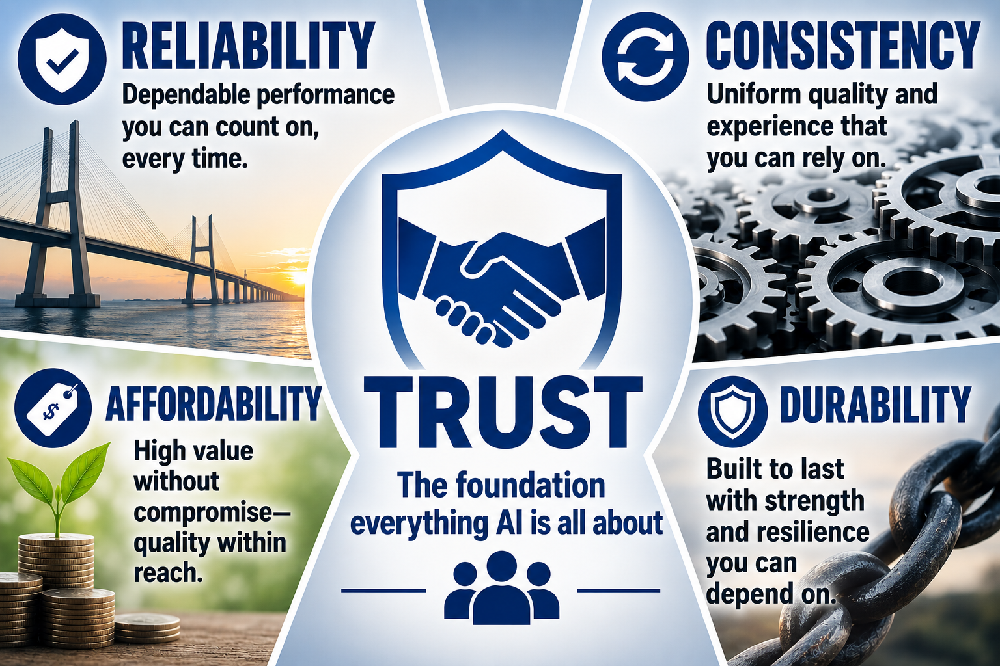 RELIABILITY
Dependable performance
you can count on,
every time.
CONSISTENCY
Uniform quality and
experience that
you can rely on.
TRUST
The foundation
everything AI is all about
AFFORDABILITY
$
High value
without
compromise—
quality within
reach.
DURABILITY
Built to last
with strength
and resilience
you can
depend on.